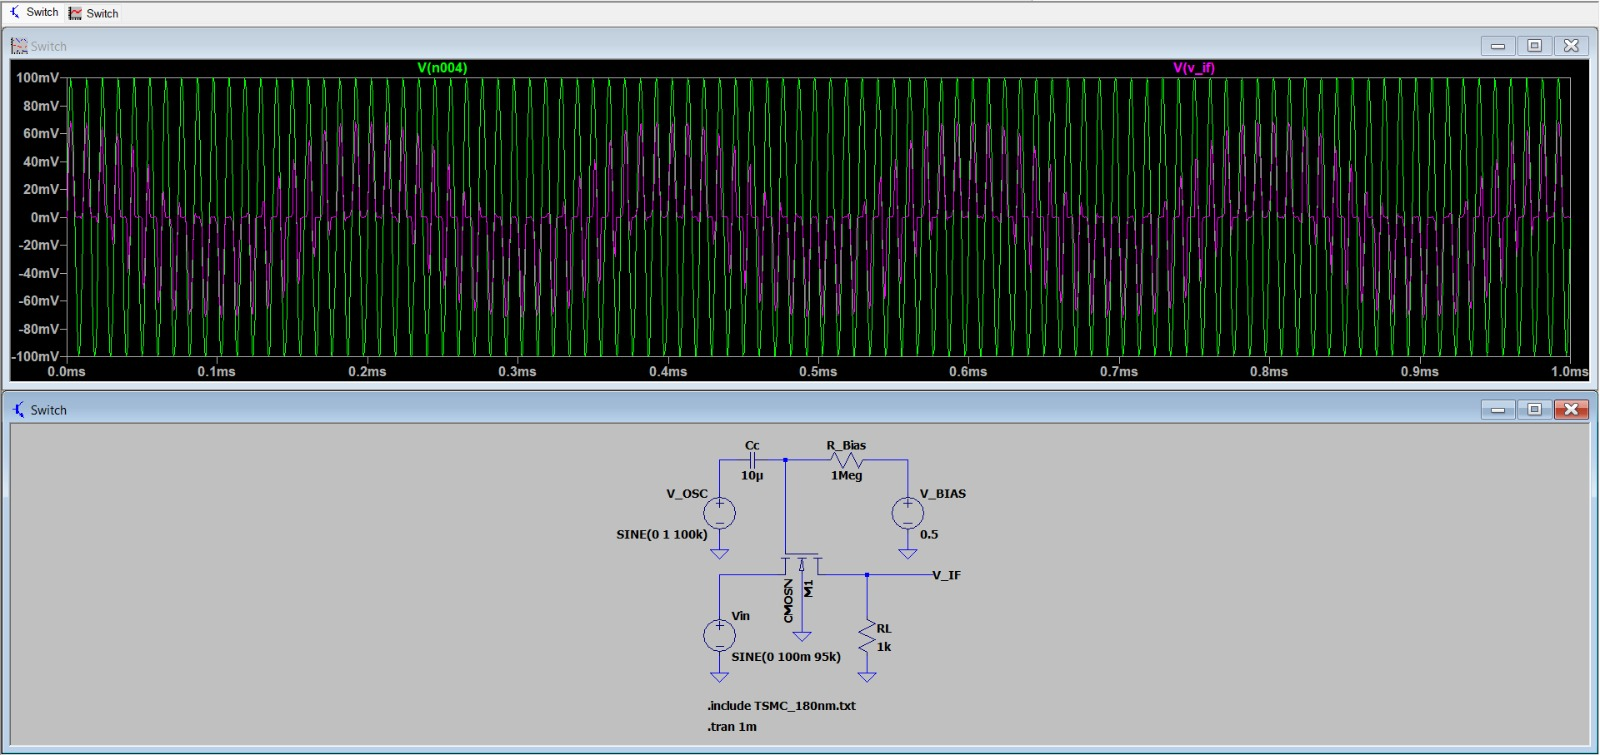 Switch Switch
Switch
V(n004) V(v_if)
100mV
80mV
60mV
40mV
20mV
0mV
-20mV
-40mV
-60mV
-80mV
-100mV
0.0ms 0.1ms 0.2ms 0.3ms 0.4ms 0.5ms 0.6ms 0.7ms 0.8ms 0.9ms 1.0ms
Switch
Cc R_Bias
10µ 1Meg
V_OSC V_BIAS
SINE(0 1 100k) 0.5
V_IF
CMOSN M1
Vin RL
1k
SINE(0 100m 95k)
.include TSMC_180nm.txt
.tran 1m